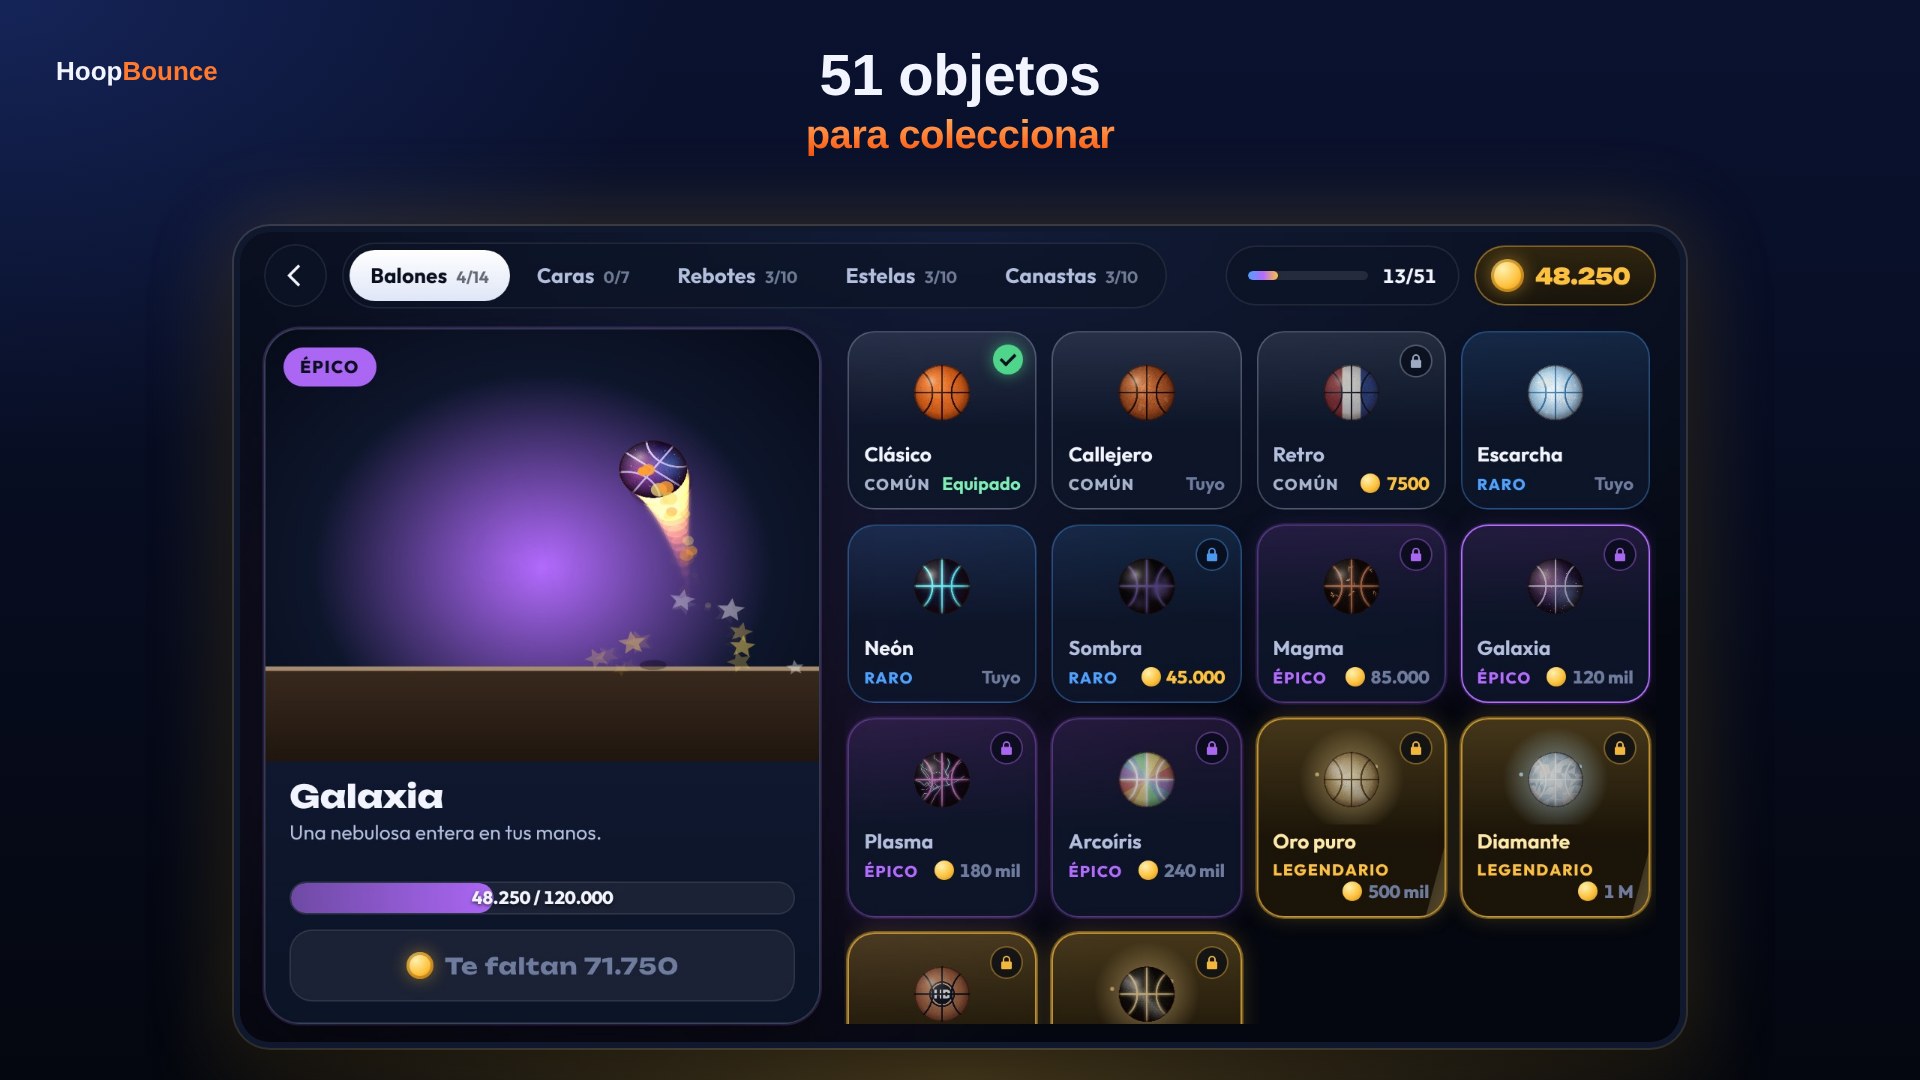 HoopBounce
51 objetos
para coleccionar
Balones 4/14
Caras 0/7
Rebotes 3/10
Estelas 3/10
Canastas 3/10
13/51
48.250
ÉPICO
Galaxia
Una nebulosa entera en tus manos.
48.250 / 120.000
Te faltan 71.750
Clásico
COMÚN Equipado
Callejero
COMÚN Tuyo
Retro
COMÚN 7500
Escarcha
RARO Tuyo
Neón
RARO Tuyo
Sombra
RARO 45.000
Magma
ÉPICO 85.000
Galaxia
ÉPICO 120 mil
Plasma
ÉPICO 180 mil
Arcoíris
ÉPICO 240 mil
Oro puro
LEGENDARIO
500 mil
Diamante
LEGENDARIO
1 M
HB